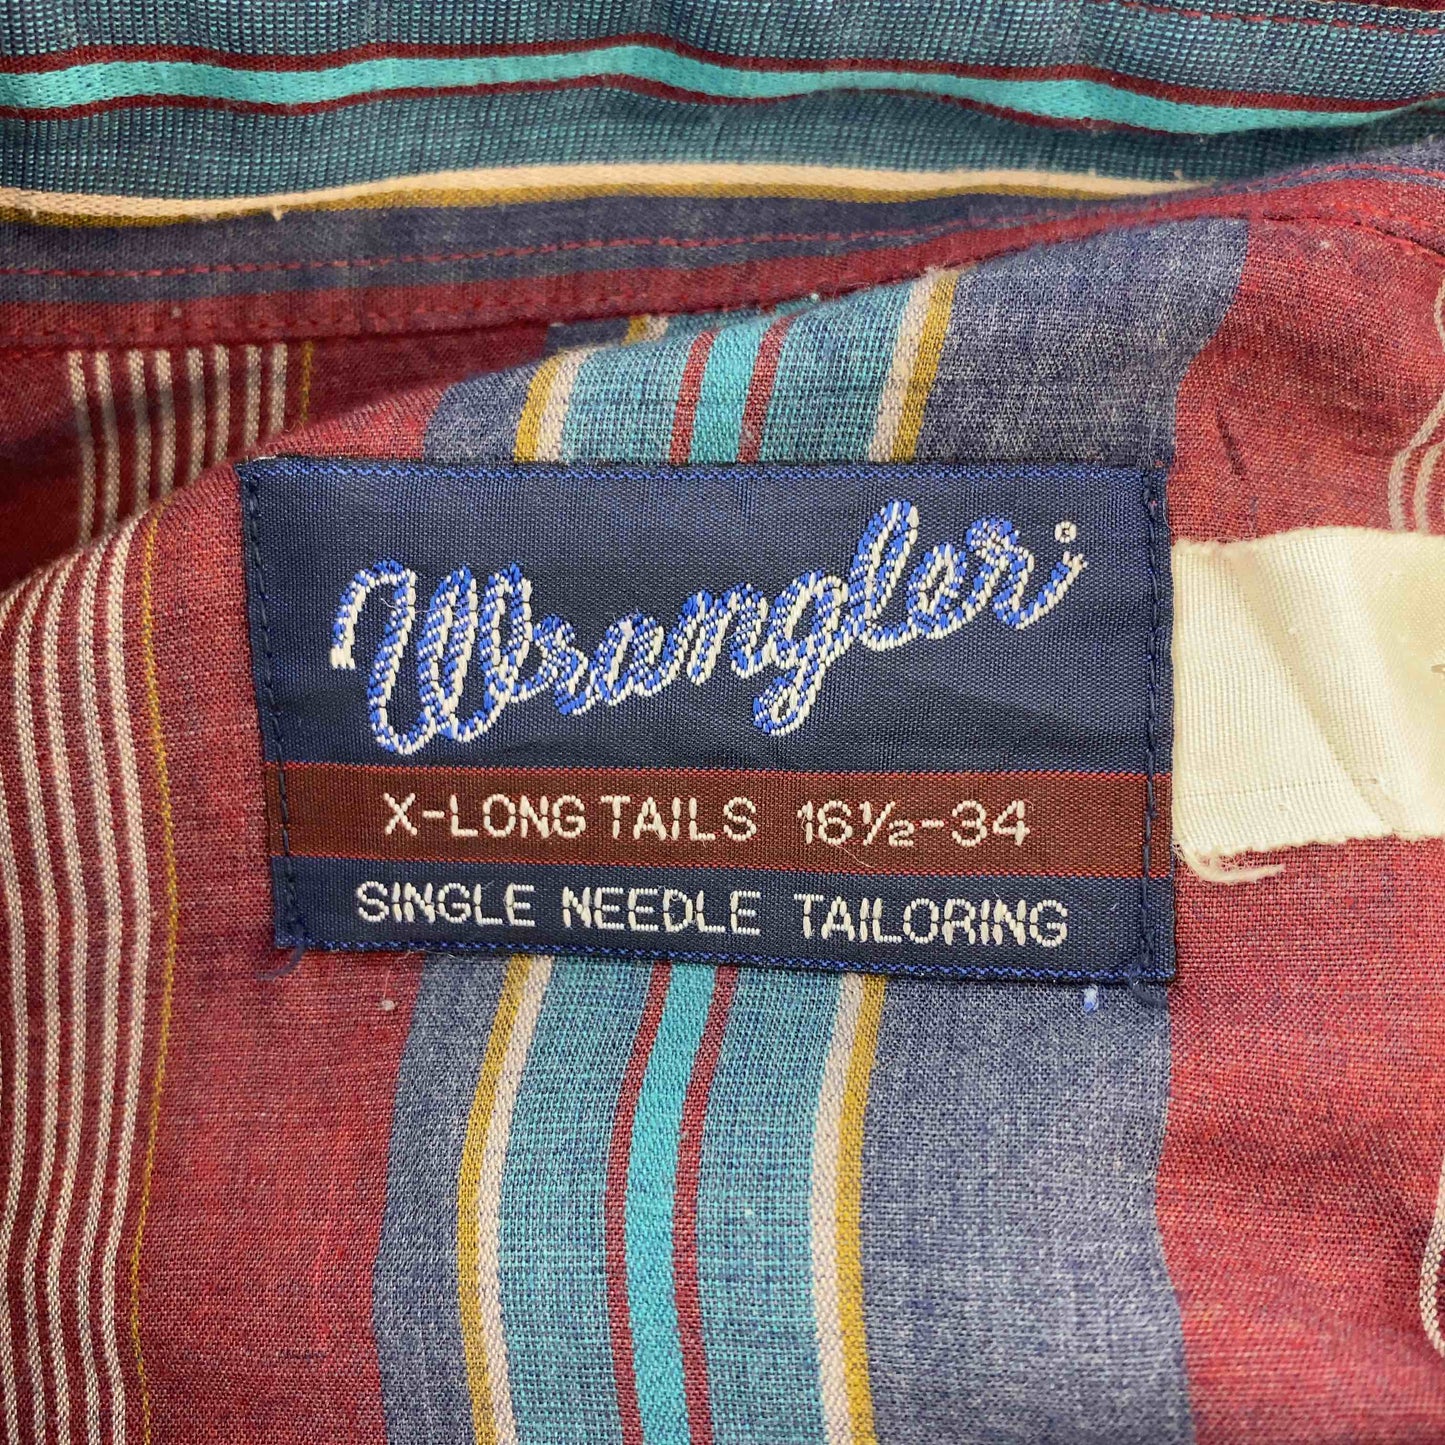 Wrangler®
X-LONG TAILS 16½-34
SINGLE NEEDLE TAILORING